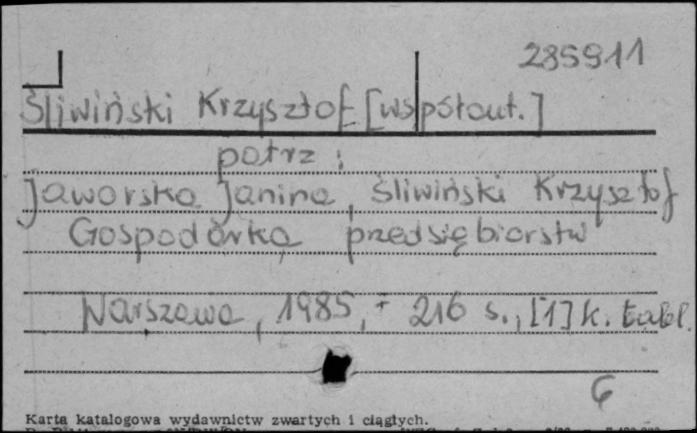 285911
Śliwiński Krzysztof [współaut.]
patrz:
Jaworska Janina, Śliwiński Krzysztof
Gospodarka przedsiębiorstw
Warszawa, 1985, - 216 s., [1] k. tabl.
6
Karta katalogowa wydawnictw zwartych i ciągłych.